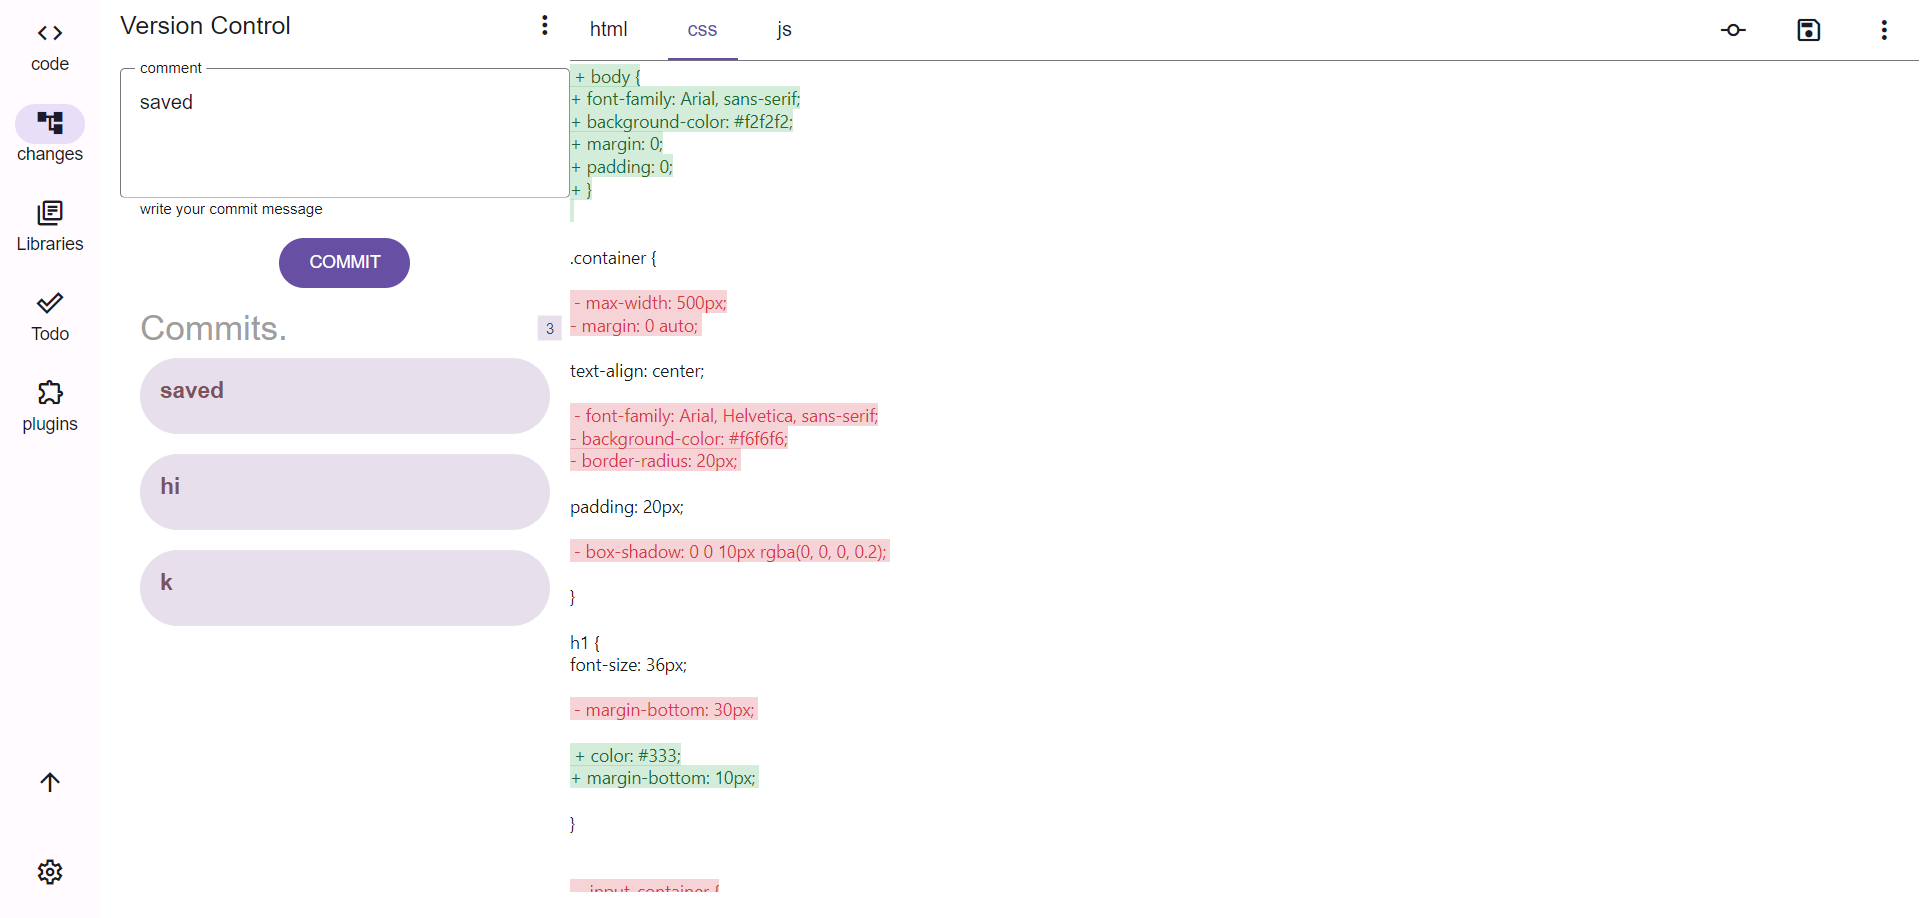 code
changes
Libraries
Todo
plugins
Version Control
comment
saved
write your commit message
COMMIT
Commits.
3
saved
hi
k
html
css
js
+ body {
+ font-family: Arial, sans-serif;
+ background-color: #f2f2f2;
+ margin: 0;
+ padding: 0;
+ }
.container {
- max-width: 500px;
- margin: 0 auto;
text-align: center;
- font-family: Arial, Helvetica, sans-serif;
- background-color: #f6f6f6;
- border-radius: 20px;
padding: 20px;
- box-shadow: 0 0 10px rgba(0, 0, 0, 0.2);
}
h1 {
font-size: 36px;
- margin-bottom: 30px;
+ color: #333;
+ margin-bottom: 10px;
}
input-container {